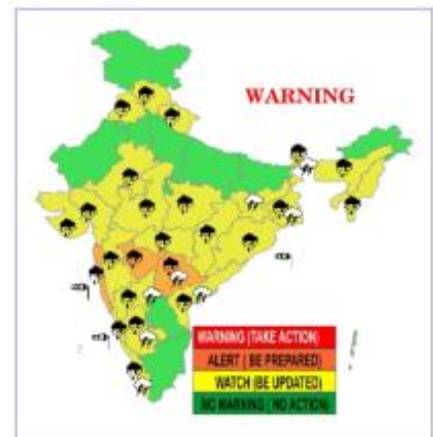 WARNING
WARNING (TAKE ACTION)
ALERT ( BE PREPARED)
WATCH (BE UPDATED)
NO WARNING ( NO ACTION)